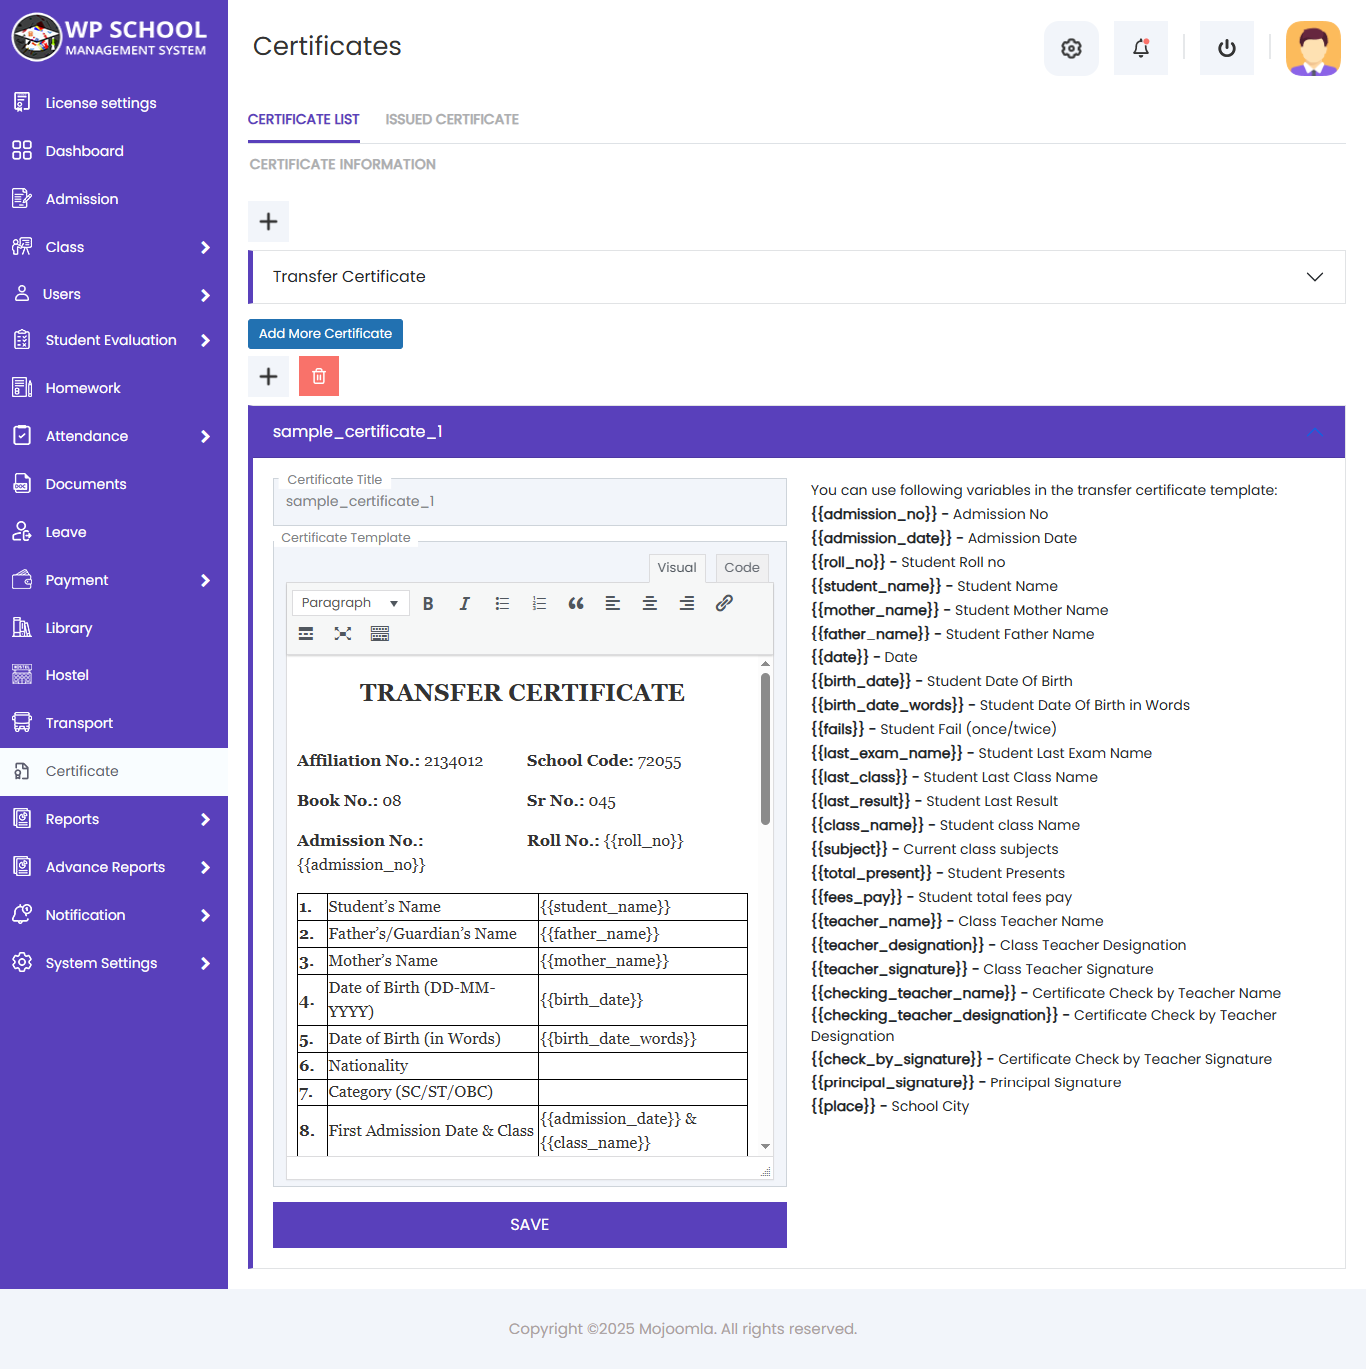 WP SCHOOL
MANAGEMENT SYSTEM
License settings
Dashboard
Admission
Class
Users
Student Evaluation
Homework
Attendance
Documents
Leave
Payment
Library
Hostel
Transport
Certificate
Reports
Advance Reports
Notification
System Settings
Certificates
CERTIFICATE LIST ISSUED CERTIFICATE
CERTIFICATE INFORMATION
Transfer Certificate
Add More Certificate
sample_certificate_1
Certificate Title
sample_certificate_1
Certificate Template
Visual Code
Paragraph
TRANSFER CERTIFICATE
Affiliation No.: 2134012 School Code: 72055
Book No.: 08 Sr No.: 045
Admission No.: Roll No.: {{roll_no}}
{{admission_no}}
1. Student’s Name {{student_name}}
2. Father’s/Guardian’s Name {{father_name}}
3. Mother’s Name {{mother_name}}
4. Date of Birth (DD-MM-YYYY) {{birth_date}}
5. Date of Birth (in Words) {{birth_date_words}}
6. Nationality
7. Category (SC/ST/OBC)
8. First Admission Date & Class {{admission_date}} & {{class_name}}
SAVE
You can use following variables in the transfer certificate template:
{{admission_no}} - Admission No
{{admission_date}} - Admission Date
{{roll_no}} - Student Roll no
{{student_name}} - Student Name
{{mother_name}} - Student Mother Name
{{father_name}} - Student Father Name
{{date}} - Date
{{birth_date}} - Student Date Of Birth
{{birth_date_words}} - Student Date Of Birth in Words
{{fails}} - Student Fail (once/twice)
{{last_exam_name}} - Student Last Exam Name
{{last_class}} - Student Last Class Name
{{last_result}} - Student Last Result
{{class_name}} - Student class Name
{{subject}} - Current class subjects
{{total_present}} - Student Presents
{{fees_pay}} - Student total fees pay
{{teacher_name}} - Class Teacher Name
{{teacher_designation}} - Class Teacher Designation
{{teacher_signature}} - Class Teacher Signature
{{checking_teacher_name}} - Certificate Check by Teacher Name
{{checking_teacher_designation}} - Certificate Check by Teacher
Designation
{{check_by_signature}} - Certificate Check by Teacher Signature
{{principal_signature}} - Principal Signature
{{place}} - School City
Copyright ©2025 Mojoomla. All rights reserved.